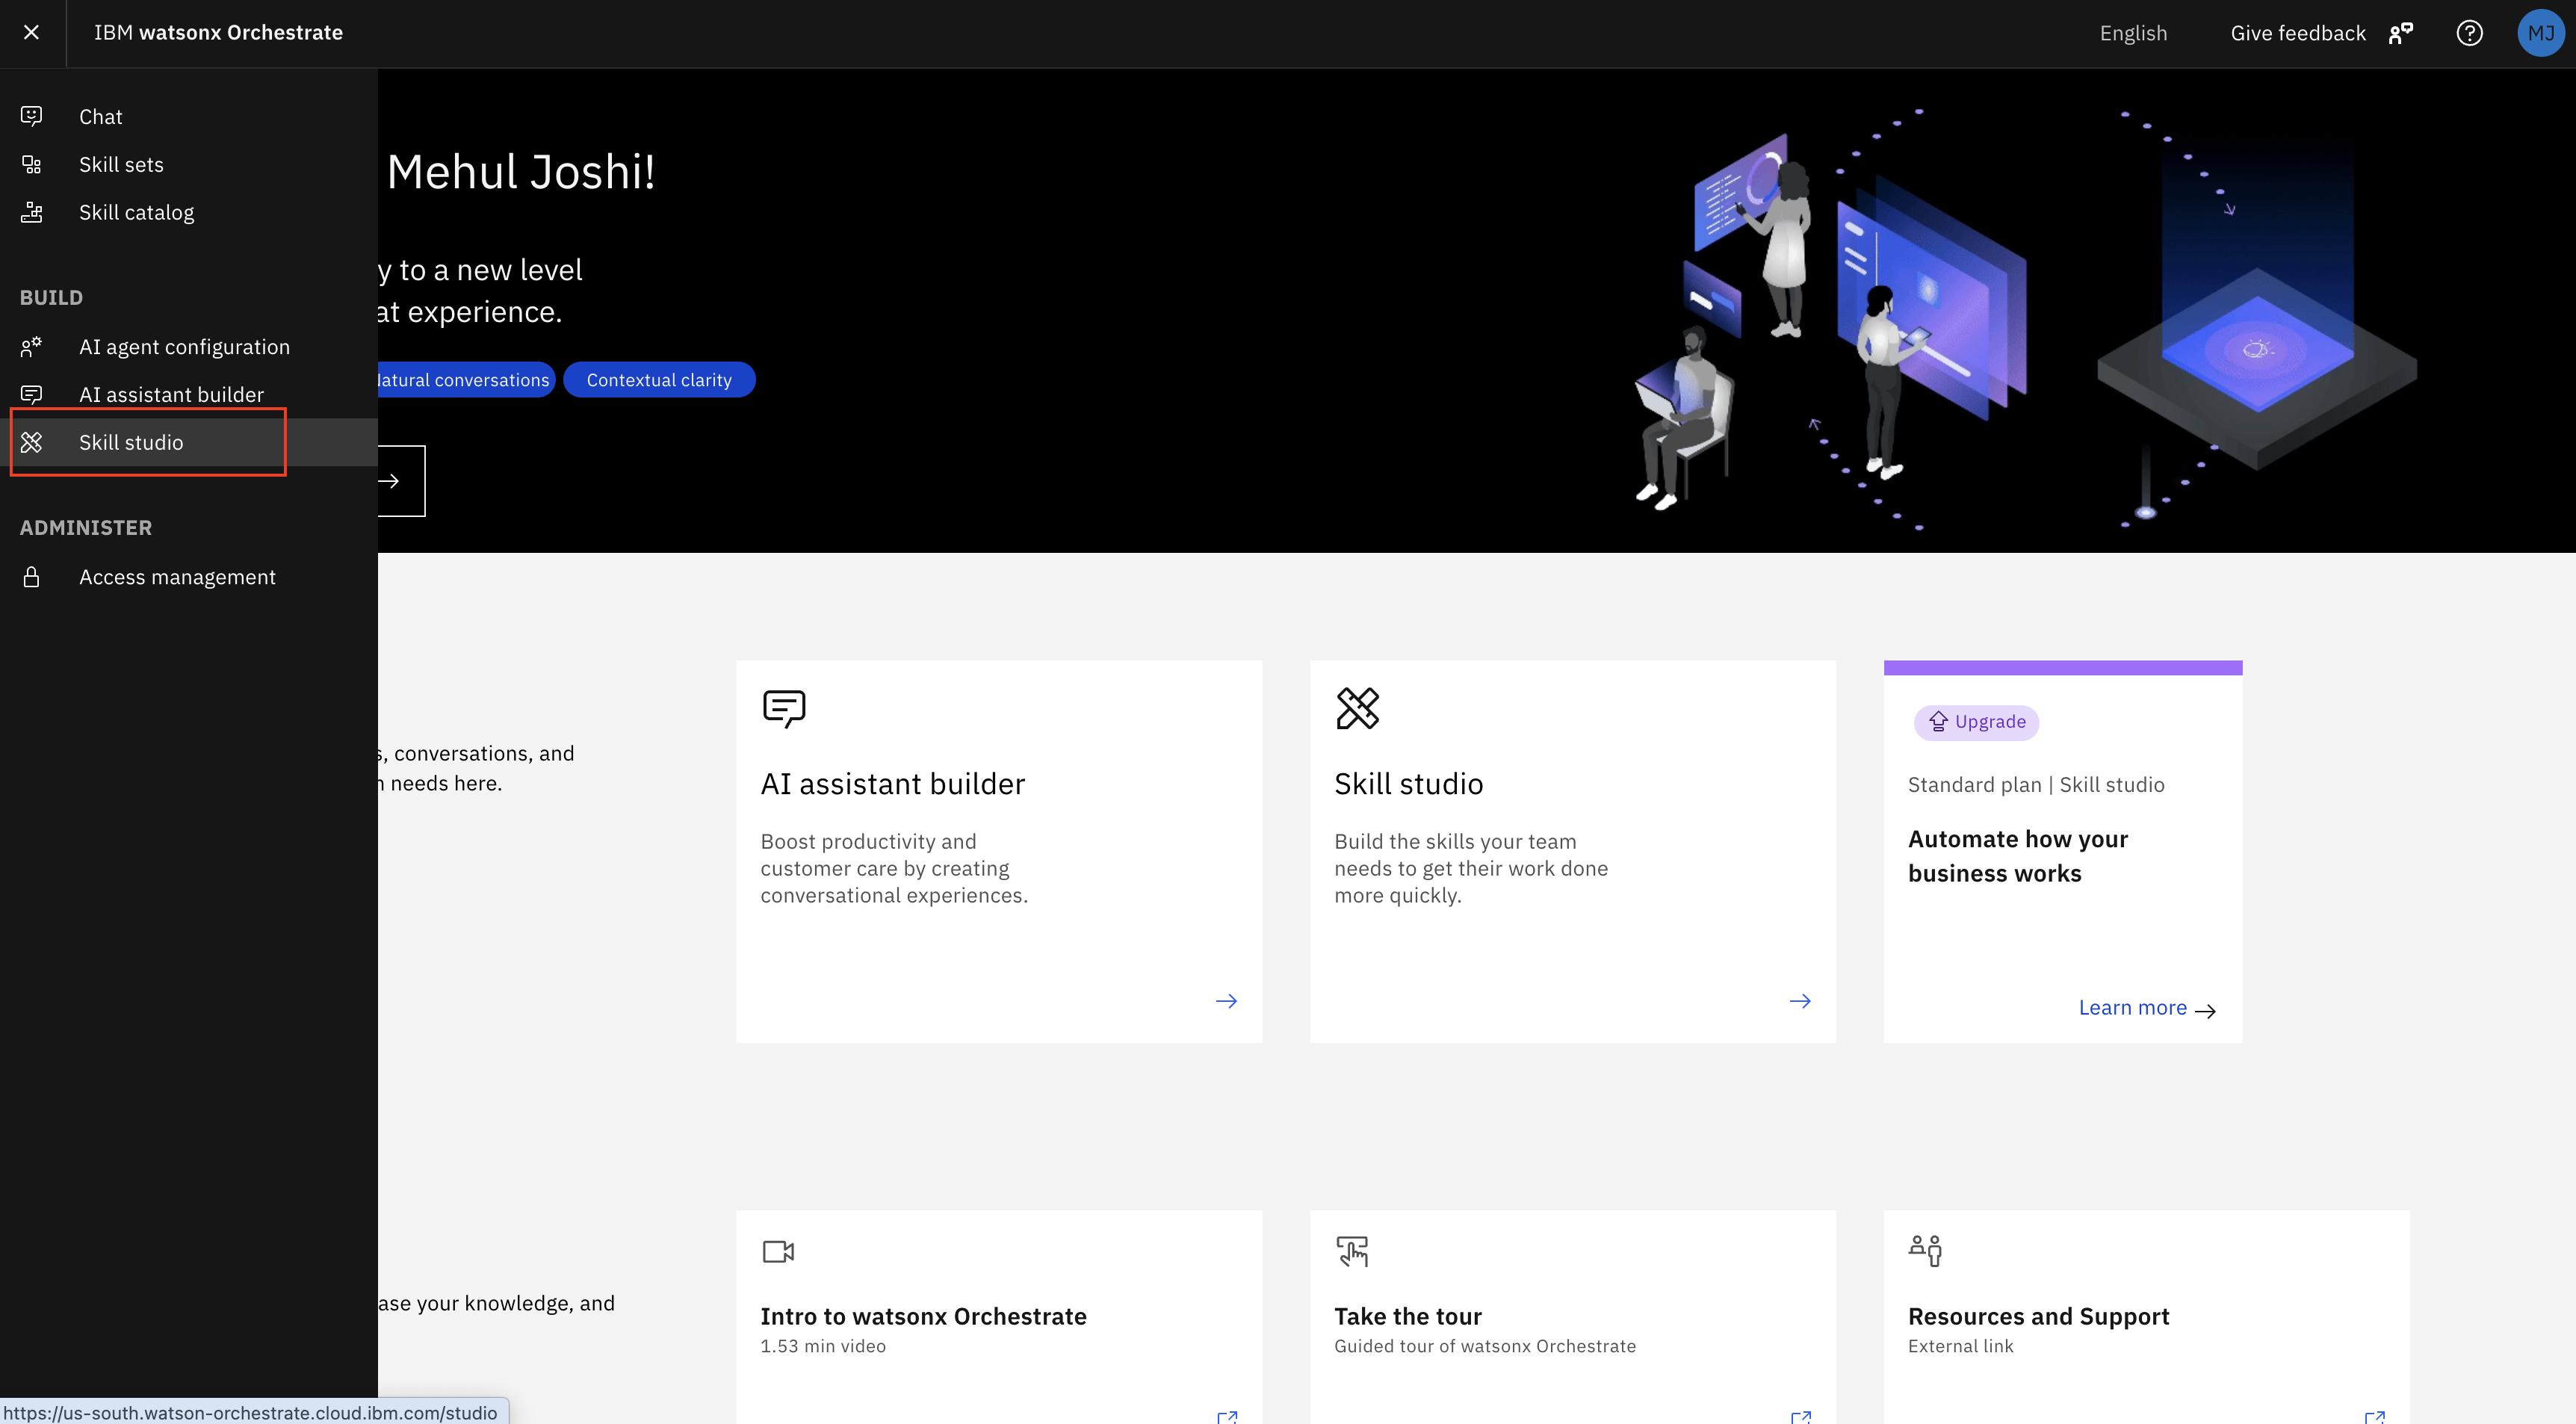 IBM watsonx Orchestrate
English
Give feedback
MJ
Chat
Skill sets
Skill catalog
BUILD
AI agent configuration
AI assistant builder
Skill studio
ADMINISTER
Access management
Mehul Joshi!
y to a new level
at experience.
Natural conversations
Contextual clarity
s, conversations, and
n needs here.
AI assistant builder
Boost productivity and
customer care by creating
conversational experiences.
Skill studio
Build the skills your team
needs to get their work done
more quickly.
Upgrade
Standard plan | Skill studio
Automate how your
business works
Learn more
ase your knowledge, and
Intro to watsonx Orchestrate
1.53 min video
Take the tour
Guided tour of watsonx Orchestrate
Resources and Support
External link
https://us-south.watson-orchestrate.cloud.ibm.com/studio